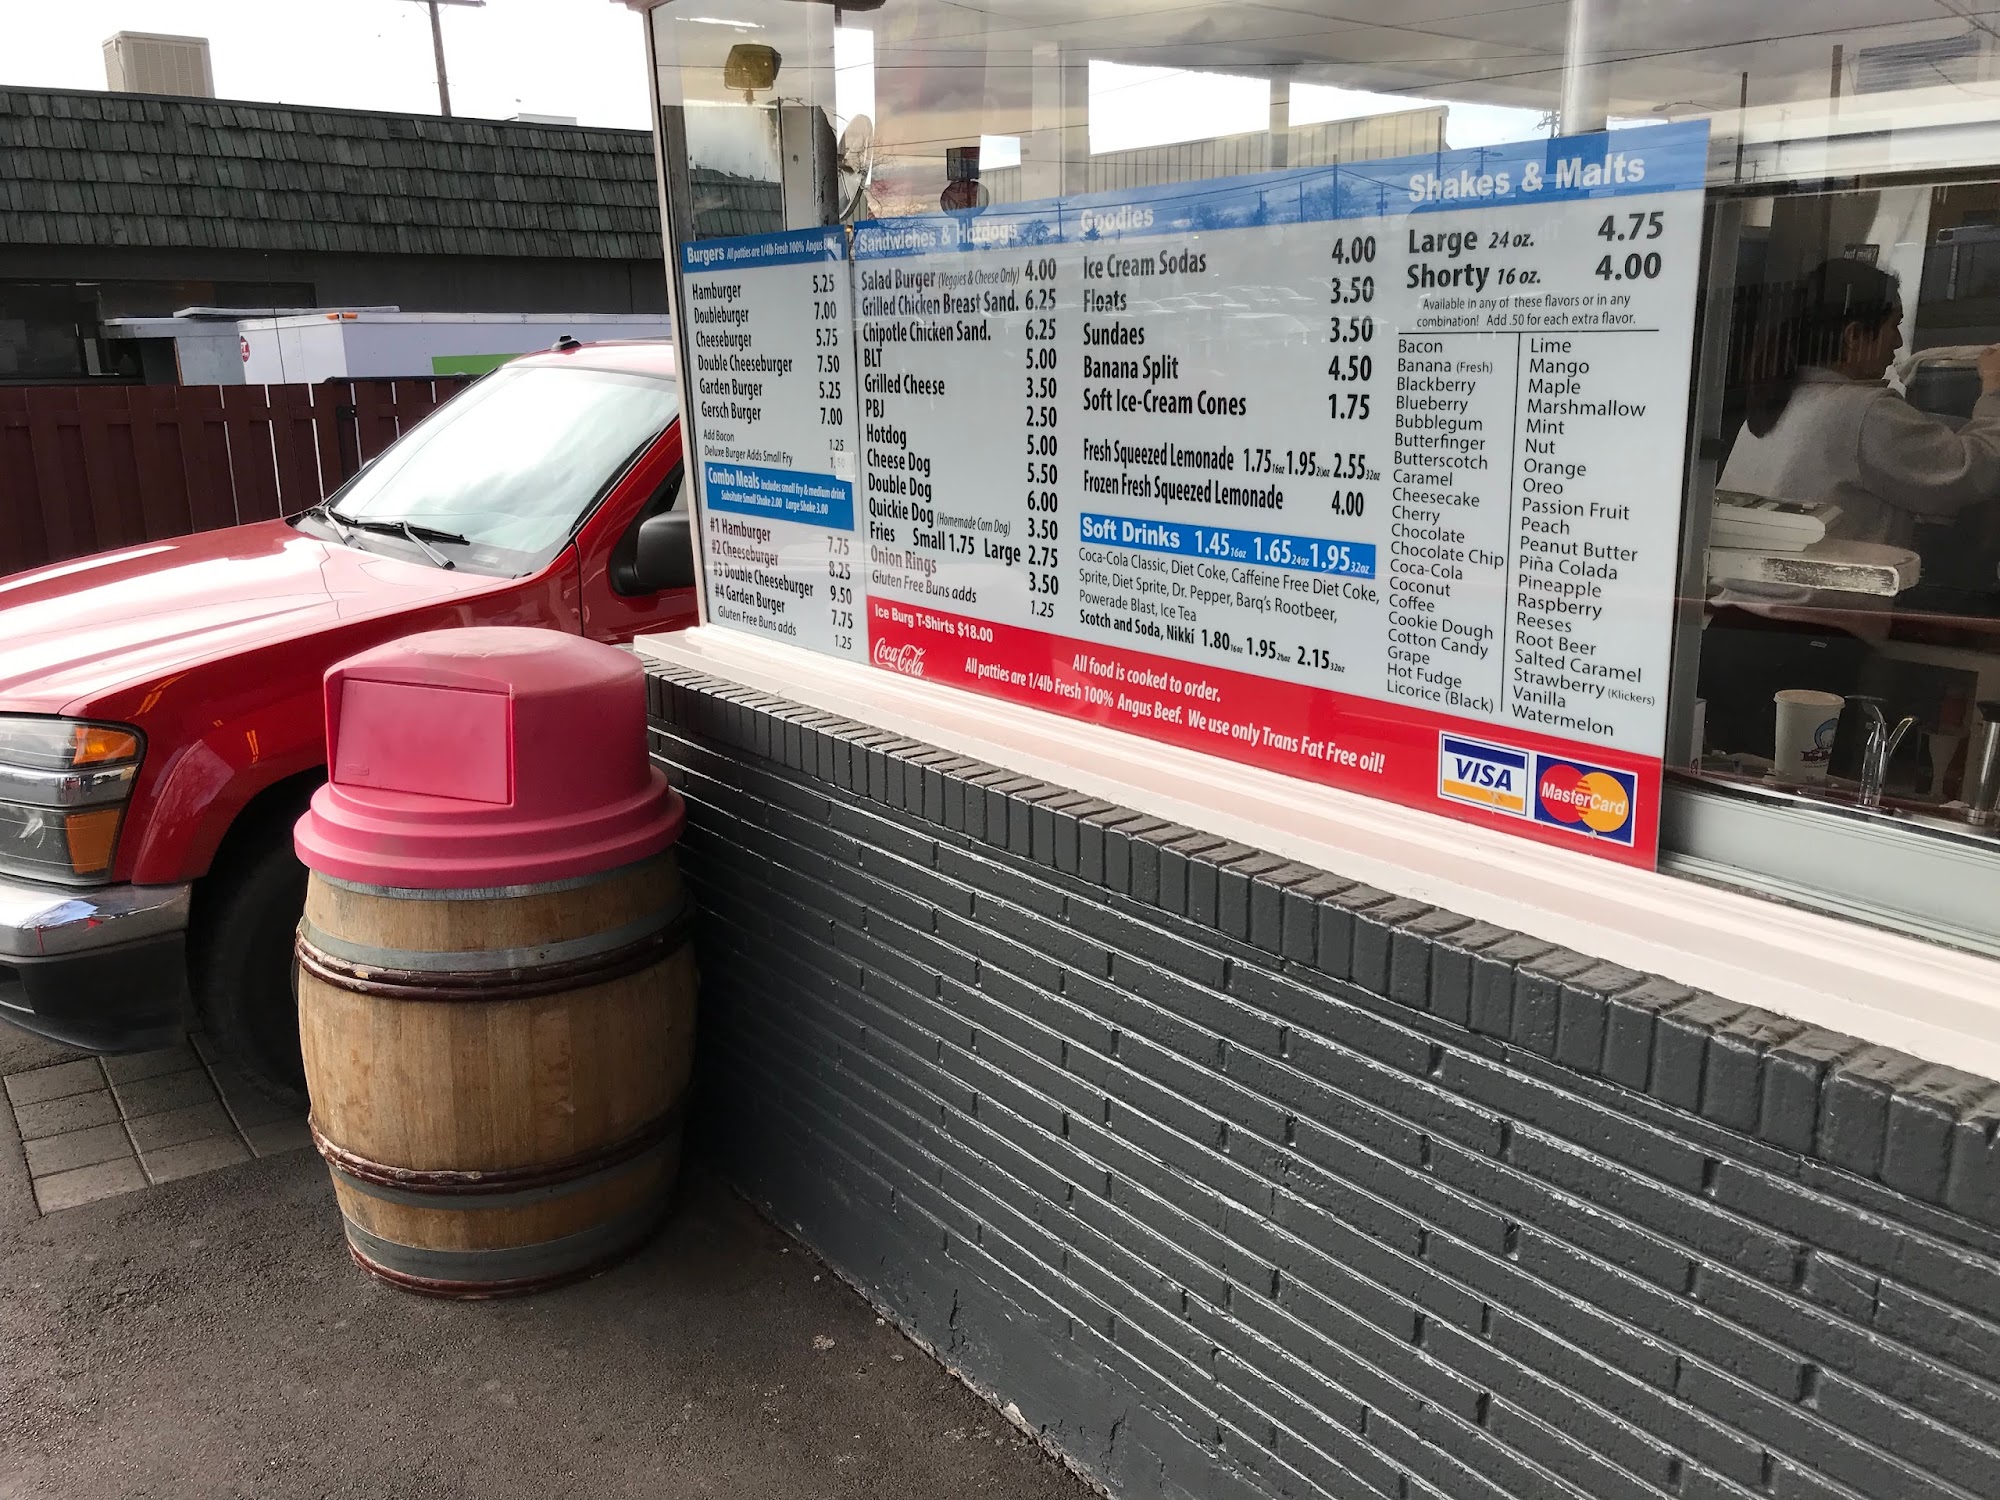 Burgers All patties are 1/4lb Fresh 100% Angus Beef
Hamburger 5.25
Doubleburger 7.00
Cheeseburger 5.75
Double Cheeseburger 7.50
Garden Burger 5.25
Gersch Burger 7.00
Add Bacon 1.25
Deluxe Burger Adds Small Fry
Combo Meals Includes small fry & medium drink
Subsitute Small Shake 2.00 Large Shake 3.00
#1 Hamburger 7.75
#2 Cheeseburger 8.25
#3 Double Cheeseburger 9.50
#4 Garden Burger 7.75
Gluten Free Buns adds 1.25
Sandwiches & Hotdogs
Salad Burger (Veggies & Cheese Only) 4.00
Grilled Chicken Breast Sand. 6.25
Chipotle Chicken Sand. 6.25
BLT 5.00
Grilled Cheese 3.50
PBJ 2.50
Hotdog 5.00
Cheese Dog 5.50
Double Dog 6.00
Quickie Dog (Homemade Corn Dog) 3.50
Fries Small 1.75 Large 2.75
Onion Rings 3.50
Gluten Free Buns adds 1.25
Goodies
Ice Cream Sodas 4.00
Floats 3.50
Sundaes 3.50
Banana Split 4.50
Soft Ice-Cream Cones 1.75
Fresh Squeezed Lemonade 1.75 16oz 1.95 24oz 2.55 32oz
Frozen Fresh Squeezed Lemonade 4.00
Soft Drinks 1.45 16oz 1.65 24oz 1.95 32oz
Coca-Cola Classic, Diet Coke, Caffeine Free Diet Coke,
Sprite, Diet Sprite, Dr. Pepper, Barq's Rootbeer,
Powerade Blast, Ice Tea
Scotch and Soda, Nikki 1.80 16oz 1.95 24oz 2.15 32oz
Shakes & Malts
Large 24 oz. 4.75
Shorty 16 oz. 4.00
Available in any of these flavors or in any
combination! Add .50 for each extra flavor.
Bacon
Banana (Fresh)
Blackberry
Blueberry
Bubblegum
Butterfinger
Butterscotch
Caramel
Cheesecake
Cherry
Chocolate
Chocolate Chip
Coca-Cola
Coconut
Coffee
Cookie Dough
Cotton Candy
Grape
Hot Fudge
Licorice (Black)
Lime
Mango
Maple
Marshmallow
Mint
Nut
Orange
Oreo
Passion Fruit
Peach
Peanut Butter
Piña Colada
Pineapple
Raspberry
Reeses
Root Beer
Salted Caramel
Strawberry (Klickers)
Vanilla
Watermelon
Ice Burg T-Shirts $18.00
Coca-Cola
All food is cooked to order.
All patties are 1/4lb Fresh 100% Angus Beef. We use only Trans Fat Free oil!
VISA
MasterCard